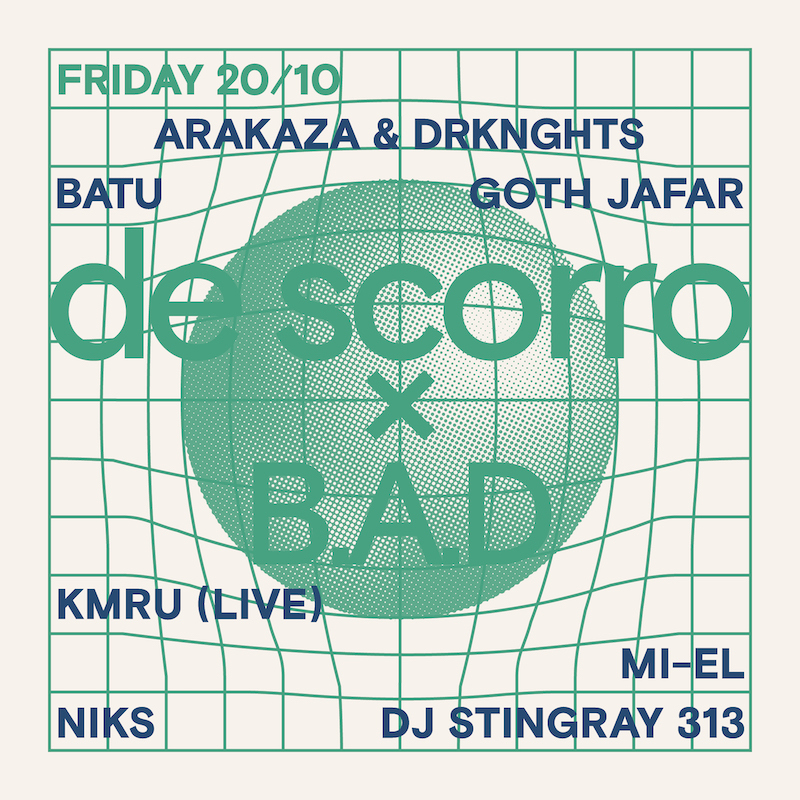 FRIDAY 20/10
ARAKAZA & DRKNGHTS
BATU GOTH JAFAR
de scorro
×
B.A.D
KMRU (LIVE)
MI-EL
NIKS DJ STINGRAY 313